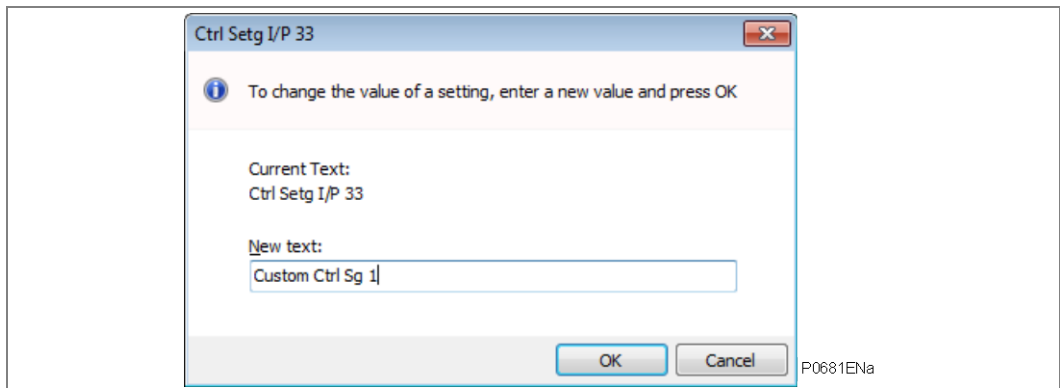 Ctrl Setg I/P 33
To change the value of a setting, enter a new value and press OK
Current Text:
Ctrl Setg I/P 33
New text:
Custom Ctrl Sg 1
OK Cancel
P0681ENa